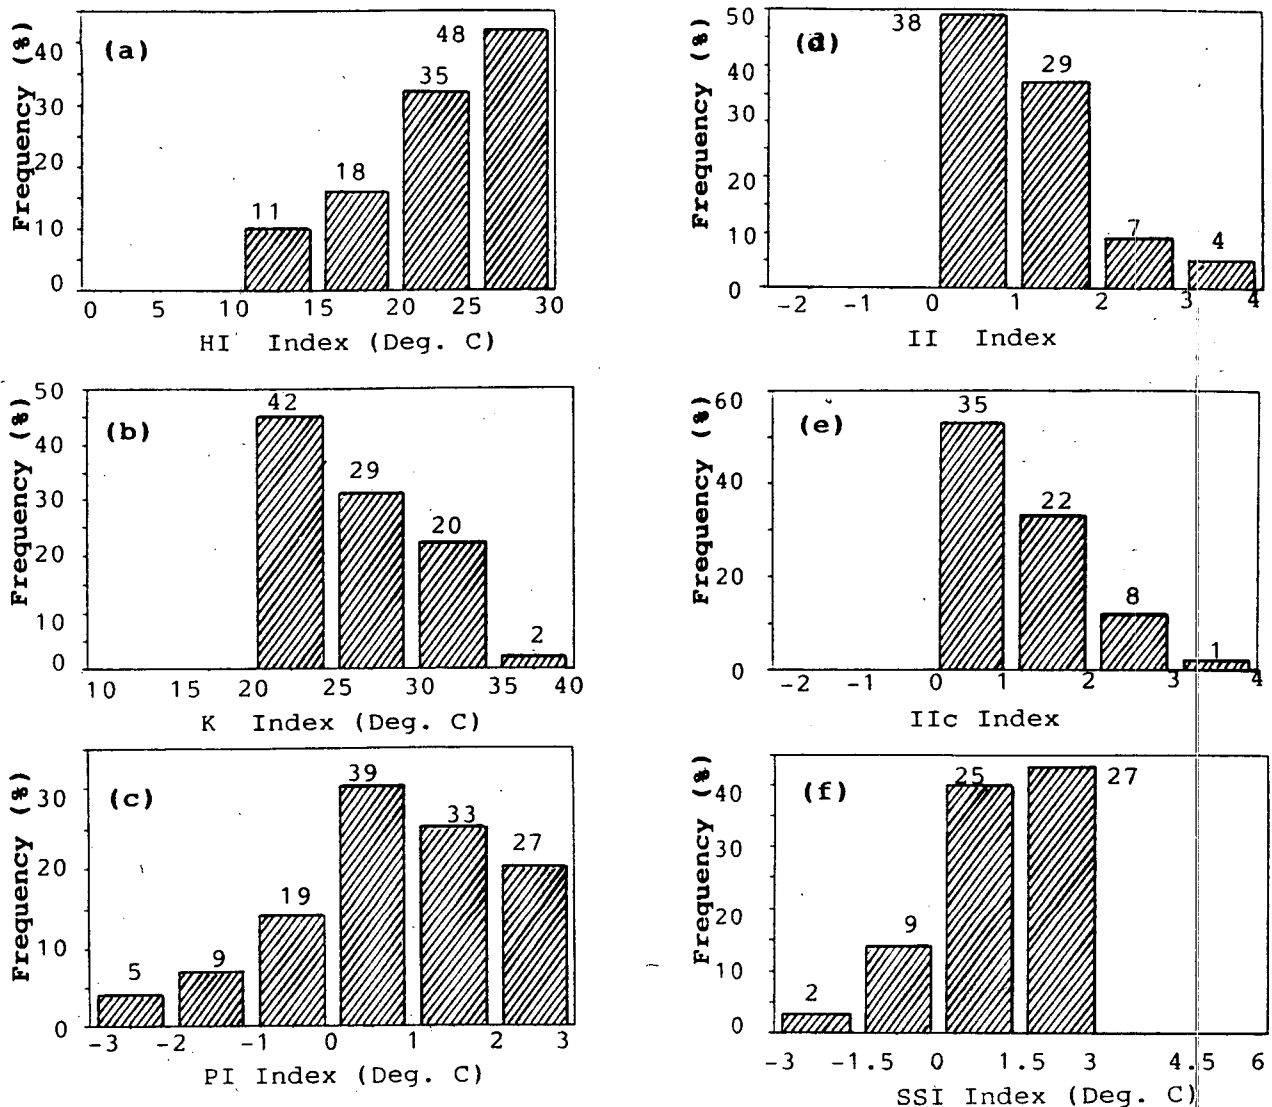 Frequency (%)
(a)
40
30
20
10
0
11
18
35
48
0 5 10 15 20 25 30
HI Index (Deg. C)
Frequency (%)
(d)
50
40
30
20
10
0
38
29
7
4
-2 -1 0 1 2 3 4
II Index
Frequency (%)
(b)
50
40
30
20
10
0
42
29
20
2
10 15 20 25 30 35 40
K Index (Deg. C)
Frequency (%)
(e)
60
40
20
0
35
22
8
1
-2 -1 0 1 2 3 4
IIc Index
Frequency (%)
(c)
30
20
10
0
5
9
19
39
33
27
-3 -2 -1 0 1 2 3
PI Index (Deg. C)
Frequency (%)
(f)
40
30
20
10
0
2
9
25
27
-3 -1.5 0 1.5 3 4.5 6
SSI Index (Deg. C)